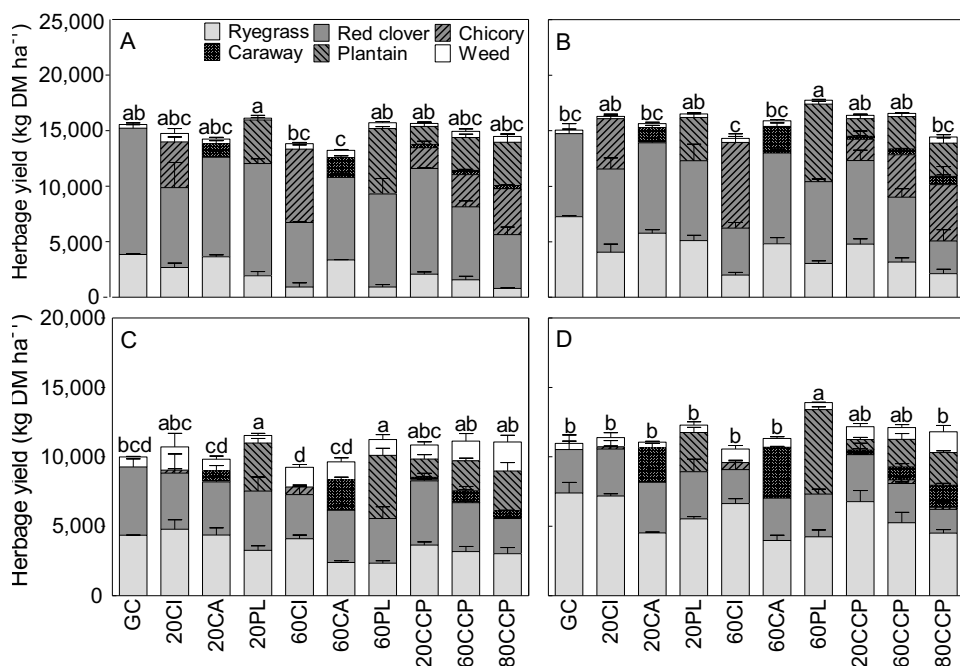 25,000
20,000
15,000
10,000
5,000
0
Herbage yield (kg DM ha⁻¹)
A
Ryegrass Red clover Chicory
Caraway Plantain Weed
ab abc abc a bc c ab ab abc abc
B
bc ab bc ab c abc a ab ab bc
20,000
15,000
10,000
5,000
0
Herbage yield (kg DM ha⁻¹)
C
bcd abc cd a d cd a abc ab ab
D
b b b b b b a ab ab b
GC 20CI 20CA 20PL 60CI 60CA 60PL 20CCP 60CCP 80CCP
GC 20CI 20CA 20PL 60CI 60CA 60PL 20CCP 60CCP 80CCP